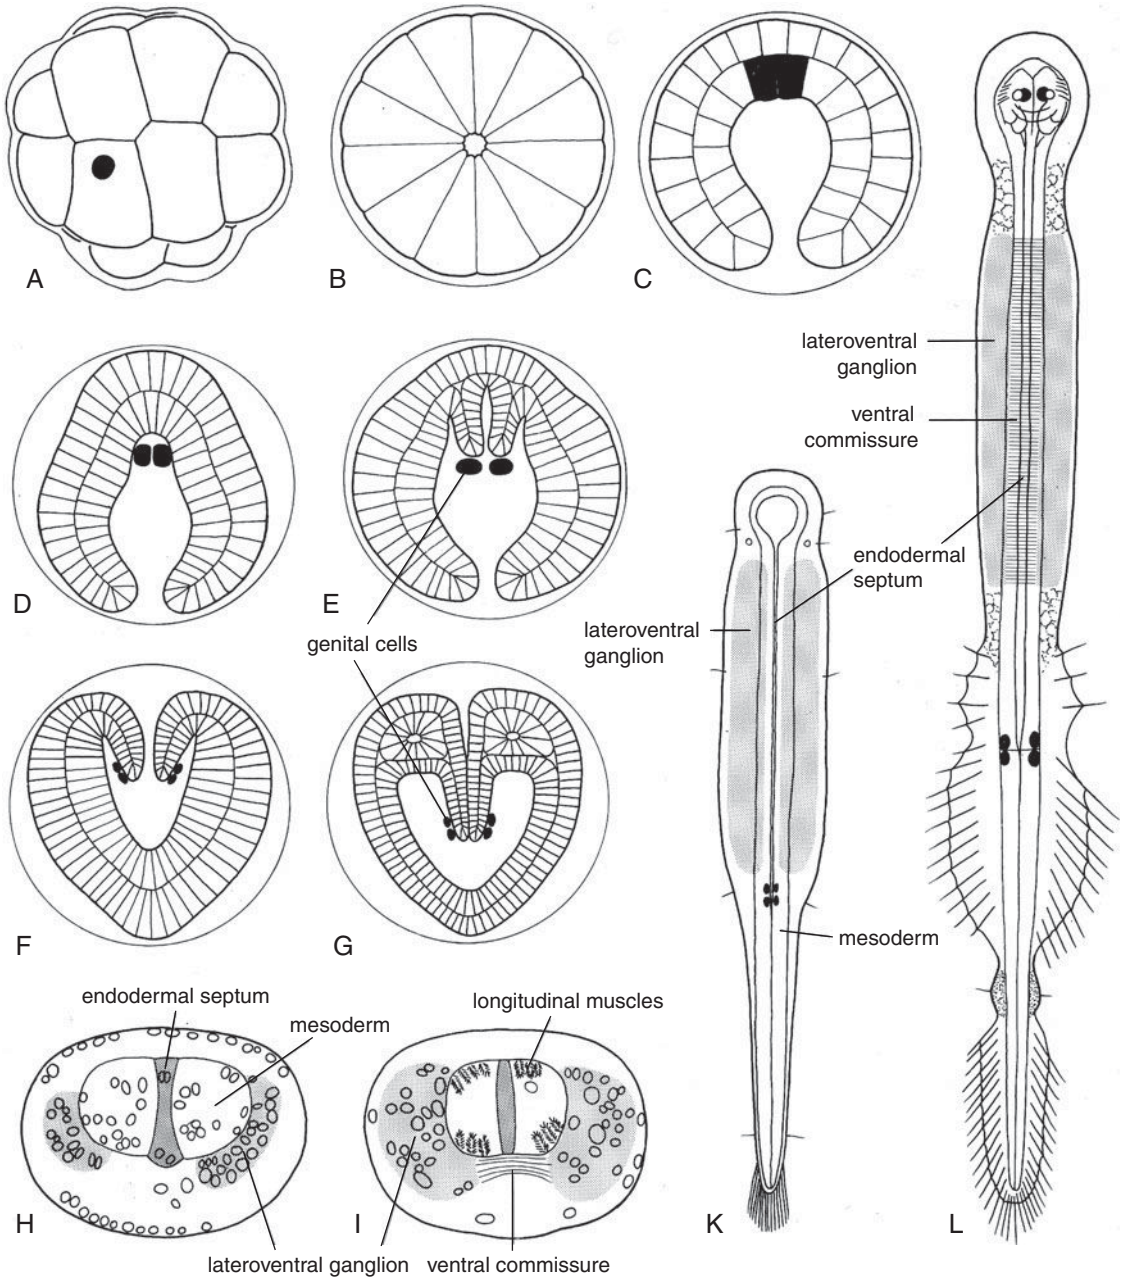 A
B
C
lateroventral
ganglion
ventral
commissure
D
E
endodermal
septum
genital cells
lateroventral
ganglion
F
G
mesoderm
endodermal septum
longitudinal muscles
mesoderm
H
I
K
L
lateroventral ganglion
ventral commissure